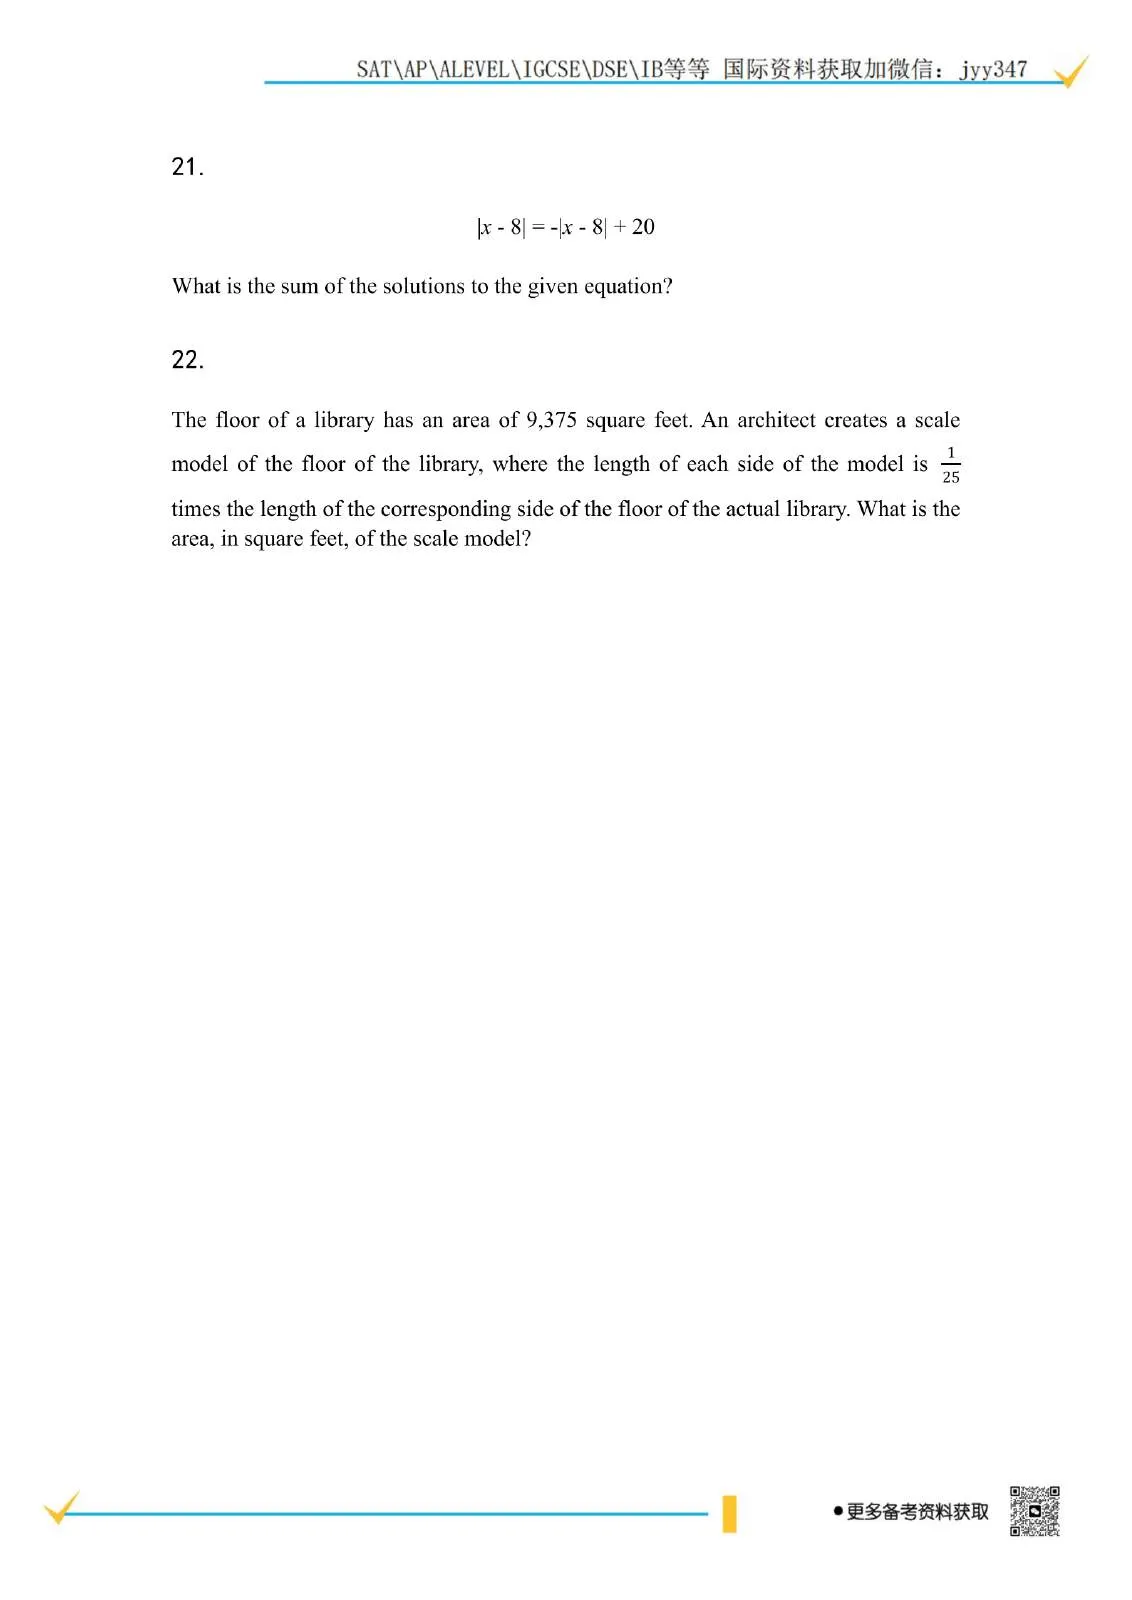 SAT\AP\ALEVEL\IGCSE\DSE\IB等等 国际资料获取加微信：jyy347
21.
|x - 8| = -|x - 8| + 20
What is the sum of the solutions to the given equation?
22.
The floor of a library has an area of 9,375 square feet. An architect creates a scale
model of the floor of the library, where the length of each side of the model is 1/25
times the length of the corresponding side of the floor of the actual library. What is the
area, in square feet, of the scale model?
●更多备考资料获取